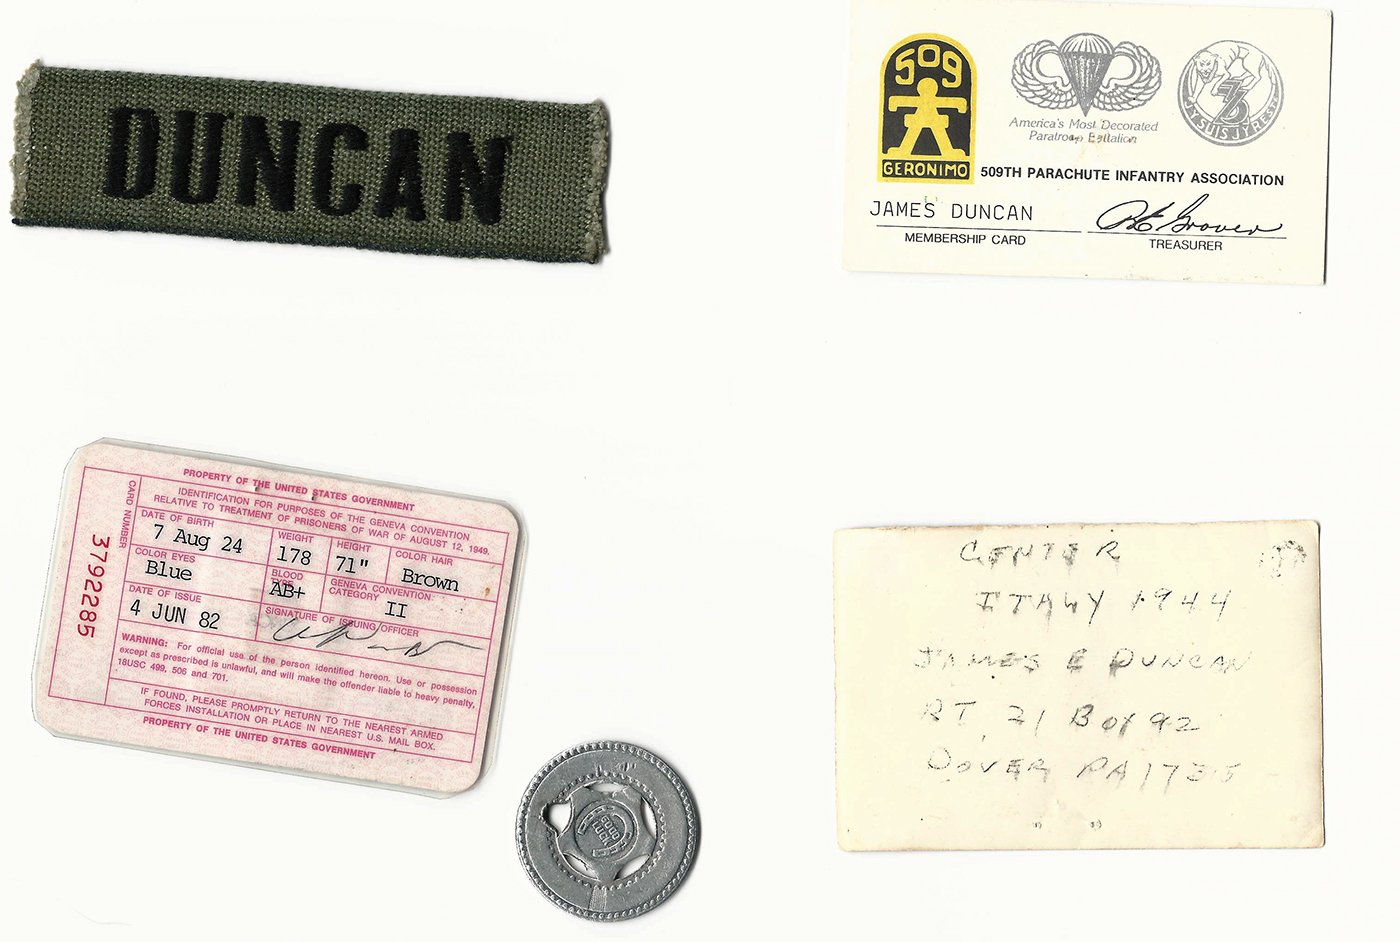 DUNCAN
509
GERONIMO
America's Most Decorated
Paratroop Battalion
3
J'Y SUIS J'Y RESTE
509TH PARACHUTE INFANTRY ASSOCIATION
JAMES DUNCAN
MEMBERSHIP CARD
TREASURER
PROPERTY OF THE UNITED STATES GOVERNMENT
IDENTIFICATION FOR PURPOSES OF THE GENEVA CONVENTION
RELATIVE TO TREATMENT OF PRISONERS OF WAR OF AUGUST 12, 1949.
CARD NUMBER
3792285
DATE OF BIRTH
7 Aug 24
WEIGHT
178
HEIGHT
71"
COLOR HAIR
Brown
COLOR EYES
Blue
BLOOD TYPE
AB+
GENEVA CONVENTION
CATEGORY
II
DATE OF ISSUE
4 JUN 82
SIGNATURE OF ISSUING OFFICER
WARNING: For official use of the person identified hereon. Use or possession
except as prescribed is unlawful, and will make the offender liable to heavy penalty,
18USC 499, 506 and 701.
IF FOUND, PLEASE PROMPTLY RETURN TO THE NEAREST ARMED
FORCES INSTALLATION OR PLACE IN NEAREST U.S. MAIL BOX.
PROPERTY OF THE UNITED STATES GOVERNMENT
GOOD
LUCK
CENTER
ITALY 1944
JAMES E DUNCAN
RT 21 BOX 92
DOVER PA 17315